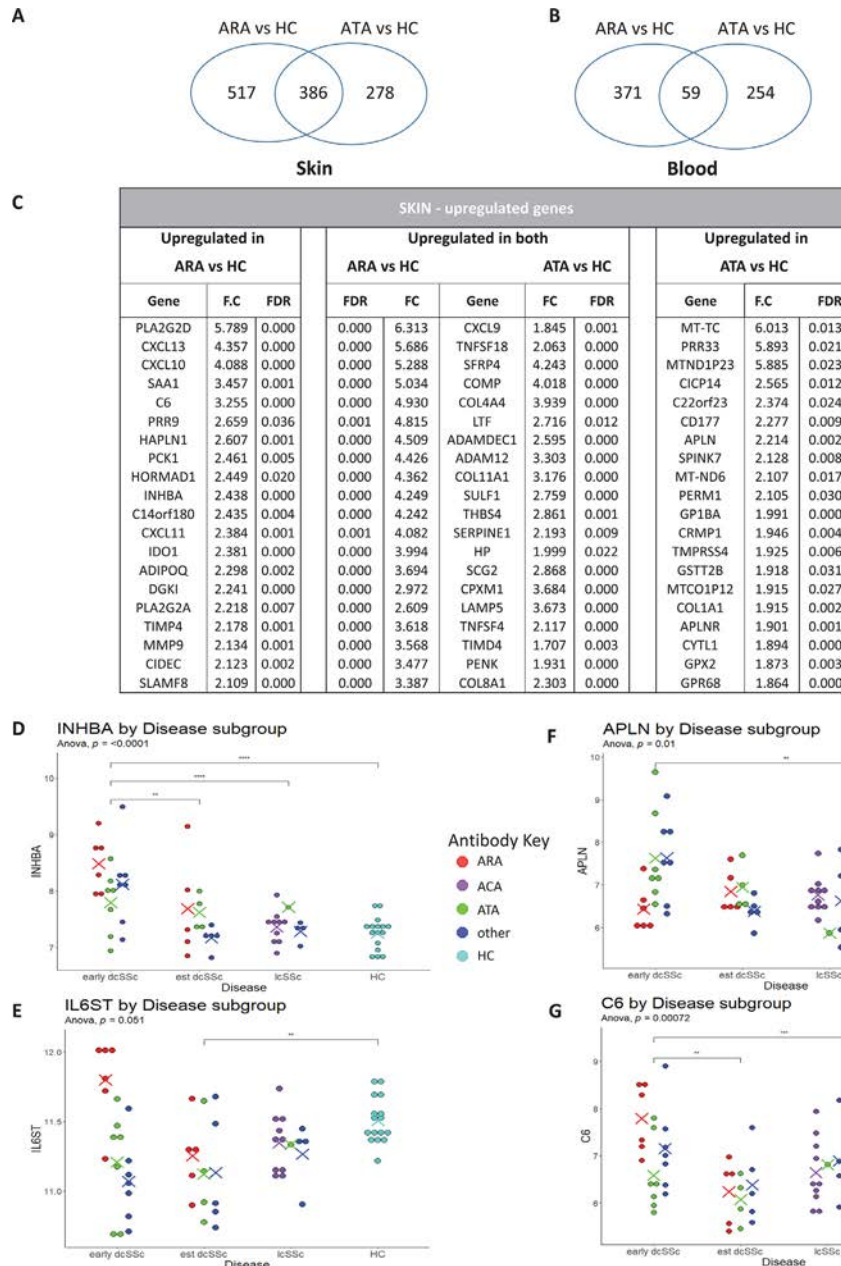 A
ARA vs HC ATA vs HC
517 386 278
Skin
B
ARA vs HC ATA vs HC
371 59 254
Blood
C
SKIN - upregulated genes
Upregulated in Upregulated in both Upregulated in
ARA vs HC ARA vs HC ATA vs HC ATA vs HC
Gene F.C FDR FDR FC Gene FC FDR Gene F.C FDR
PLA2G2D 5.789 0.000 0.000 6.313 CXCL9 1.845 0.001 MT-TC 6.013 0.013
CXCL13 4.357 0.000 0.000 5.686 TNFSF18 2.063 0.000 PRR33 5.893 0.021
CXCL10 4.088 0.000 0.000 5.288 SFRP4 4.243 0.000 MTND1P23 5.885 0.023
SAA1 3.457 0.001 0.000 5.034 COMP 4.018 0.000 CICP14 2.565 0.012
C6 3.255 0.000 0.000 4.930 COL4A4 3.939 0.000 C22orf23 2.374 0.024
PRR9 2.659 0.036 0.001 4.815 LTF 2.716 0.012 CD177 2.277 0.009
HAPLN1 2.607 0.001 0.000 4.509 ADAMDEC1 2.595 0.000 APLN 2.214 0.002
PCK1 2.461 0.005 0.000 4.426 ADAM12 3.303 0.000 SPINK7 2.128 0.008
HORMAD1 2.449 0.020 0.000 4.362 COL11A1 3.176 0.000 MT-ND6 2.107 0.017
INHBA 2.438 0.000 0.000 4.249 SULF1 2.759 0.000 PERM1 2.105 0.030
C14orf180 2.435 0.004 0.000 4.242 THBS4 2.861 0.001 GP1BA 1.991 0.000
CXCL11 2.384 0.001 0.001 4.082 SERPINE1 2.193 0.009 CRMP1 1.946 0.004
IDO1 2.381 0.000 0.000 3.994 HP 1.999 0.022 TMPRSS4 1.925 0.006
ADIPOQ 2.298 0.002 0.000 3.694 SCG2 2.868 0.000 GSTT2B 1.918 0.031
DGKI 2.241 0.000 0.000 2.972 CPXM1 3.684 0.000 MTCO1P12 1.915 0.027
PLA2G2A 2.218 0.007 0.000 2.609 LAMP5 3.673 0.000 COL1A1 1.915 0.002
TIMP4 2.178 0.001 0.000 3.618 TNFSF4 2.117 0.000 APLNR 1.901 0.001
MMP9 2.134 0.001 0.000 3.568 TIMD4 1.707 0.003 CYTL1 1.894 0.000
CIDEC 2.123 0.002 0.000 3.477 PENK 1.931 0.000 GPX2 1.873 0.003
SLAMF8 2.109 0.000 0.000 3.387 COL8A1 2.303 0.000 GPR68 1.864 0.000
D
INHBA by Disease subgroup
Anova, p = <0.0001
****
****
**
10
9
8
7
INHBA
early dcSSc est dcSSc lcSSc HC
Disease
Antibody Key
ARA
ACA
ATA
other
HC
F
APLN by Disease subgroup
Anova, p = 0.01
**
10
9
8
7
6
APLN
early dcSSc est dcSSc lcSSc
Disease
E
IL6ST by Disease subgroup
Anova, p = 0.051
**
12.0
11.5
11.0
IL6ST
early dcSSc est dcSSc lcSSc HC
Disease
G
C6 by Disease subgroup
Anova, p = 0.00072
***
**
9
8
7
6
C6
early dcSSc est dcSSc lcSSc
Disease